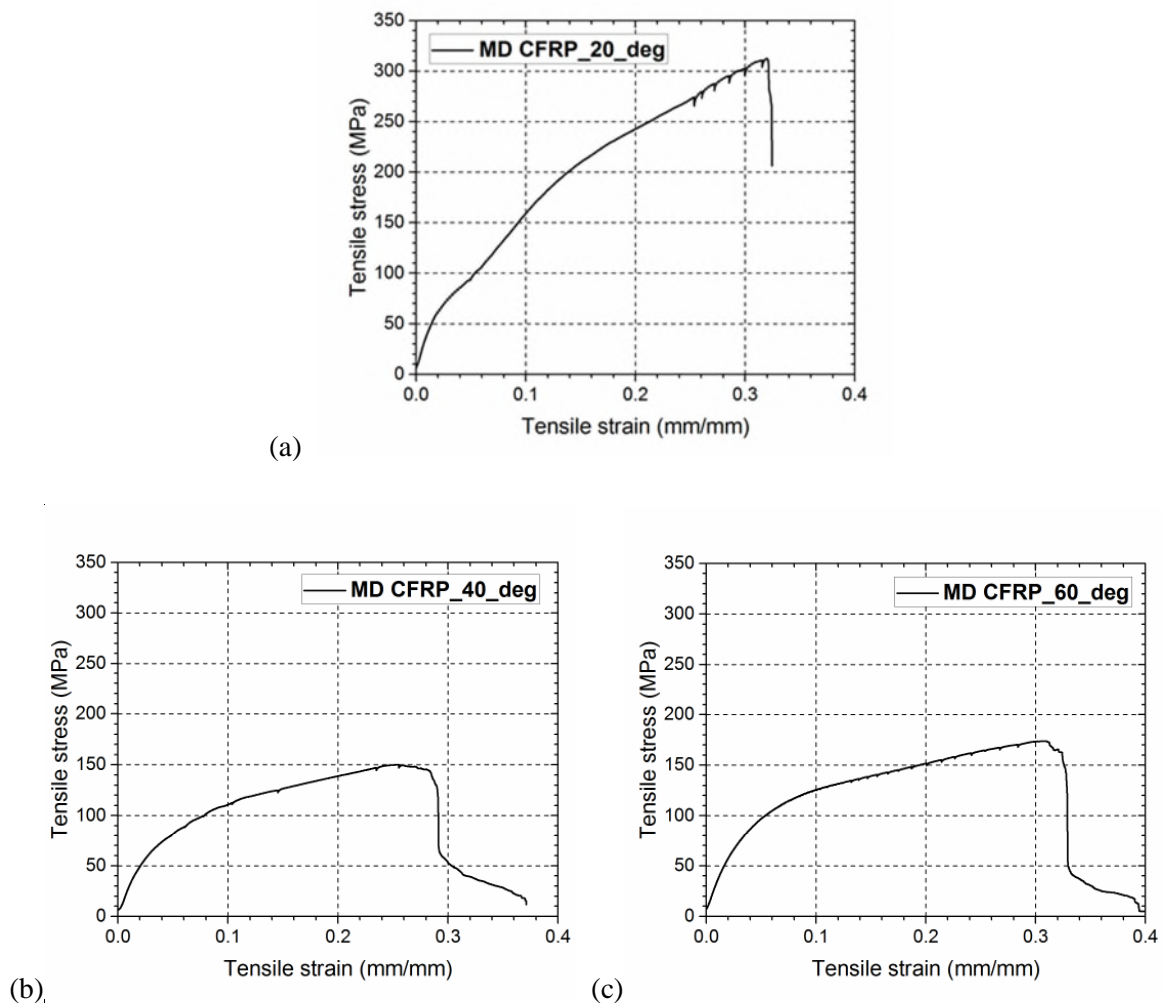 350
MD CFRP_20_deg
300
250
200
150
100
50
0
Tensile stress (MPa)
0.0 0.1 0.2 0.3 0.4
Tensile strain (mm/mm)
(a)
350
MD CFRP_40_deg
300
250
200
150
100
50
0
Tensile stress (MPa)
0.0 0.1 0.2 0.3 0.4
Tensile strain (mm/mm)
(b)
350
MD CFRP_60_deg
300
250
200
150
100
50
0
Tensile stress (MPa)
0.0 0.1 0.2 0.3 0.4
Tensile strain (mm/mm)
(c)